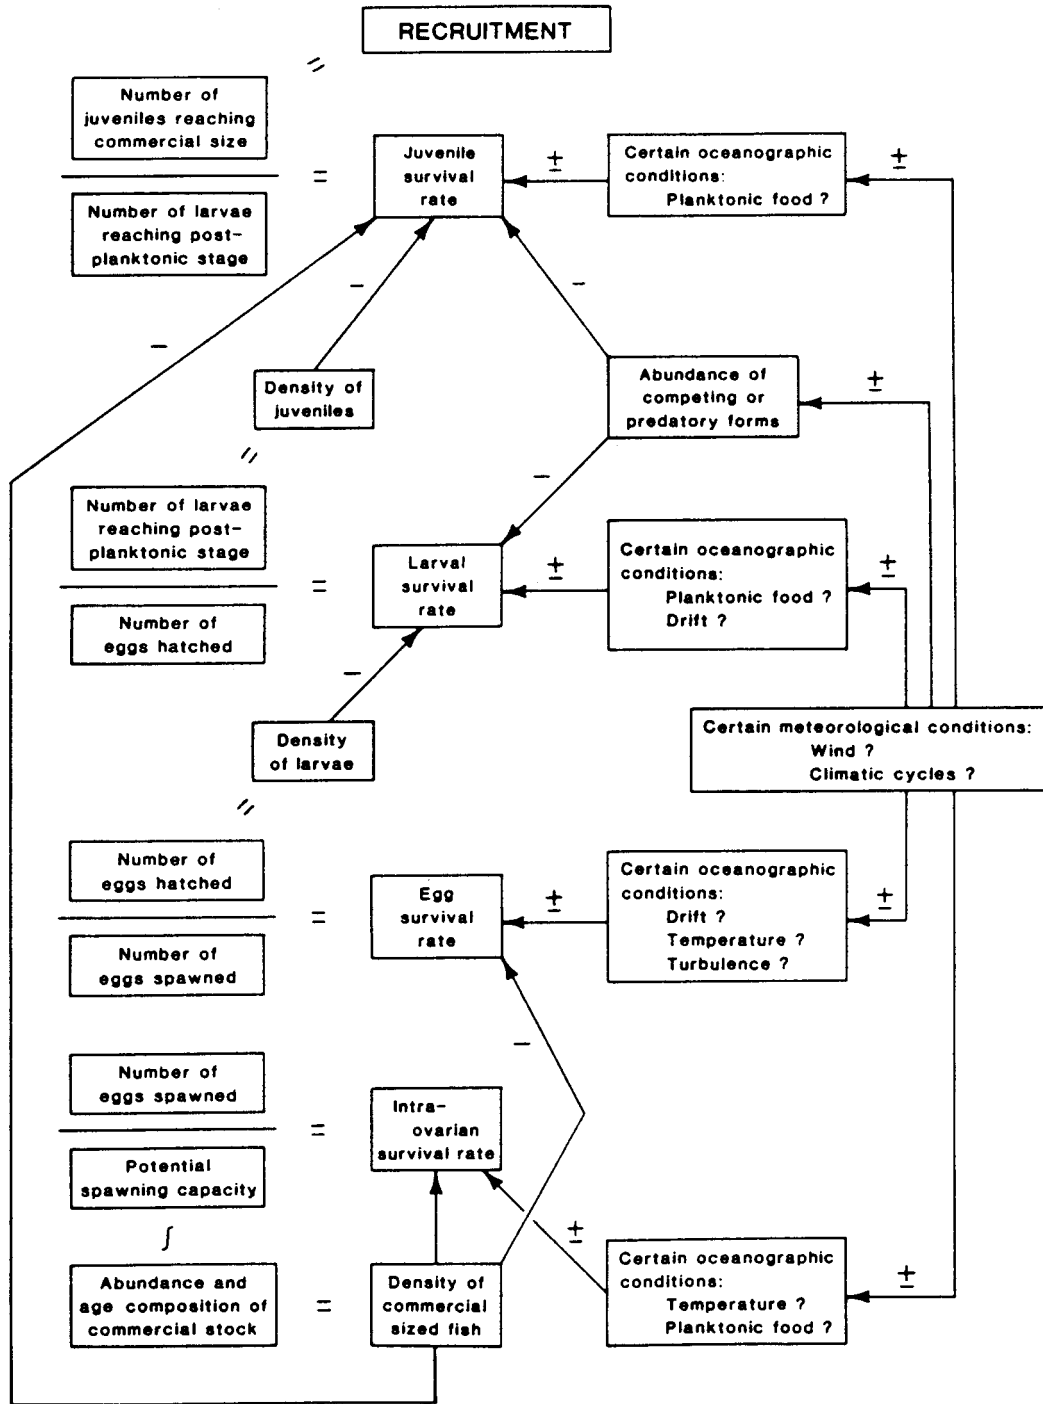 RECRUITMENT
=
Number of
juveniles reaching
commercial size
Number of larvae
reaching post-
planktonic stage
=
Juvenile
survival
rate
±
Certain oceanographic
conditions:
Planktonic food ?
±
-
-
-
Density of
juveniles
Abundance of
competing or
predatory forms
±
=
-
Number of larvae
reaching post-
planktonic stage
Number of
eggs hatched
=
Larval
survival
rate
±
Certain oceanographic
conditions:
Planktonic food ?
Drift ?
±
-
Density
of larvae
Certain meteorological conditions:
Wind ?
Climatic cycles ?
=
Number of
eggs hatched
Number of
eggs spawned
=
Egg
survival
rate
±
Certain oceanographic
conditions:
Drift ?
Temperature ?
Turbulence ?
±
-
Number of
eggs spawned
Potential
spawning capacity
=
Intra-
ovarian
survival rate
∫
±
Abundance and
age composition of
commercial stock
=
Density of
commercial
sized fish
Certain oceanographic
conditions:
Temperature ?
Planktonic food ?
±